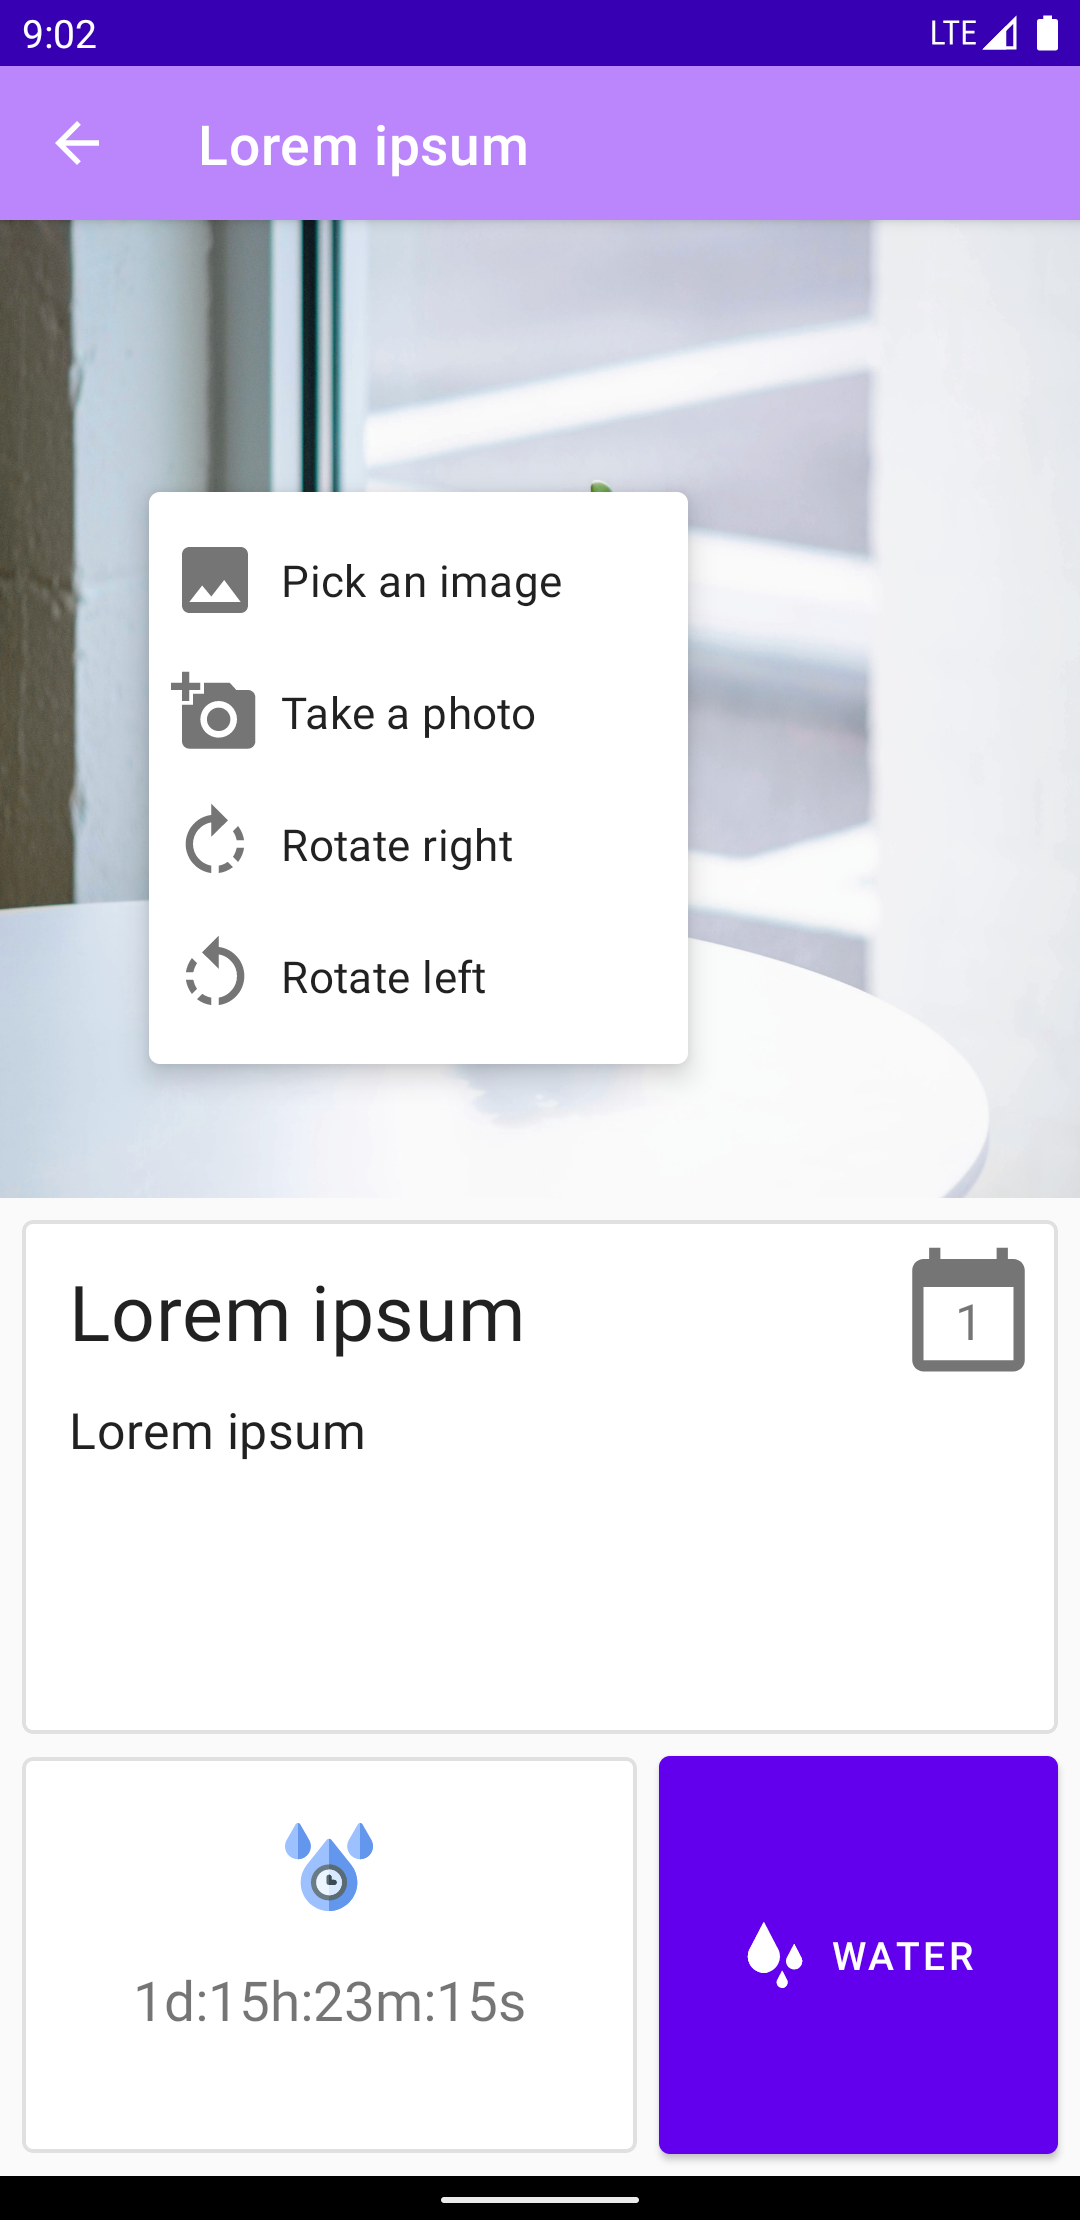 9:02 LTE
Lorem ipsum
Pick an image
Take a photo
Rotate right
Rotate left
Lorem ipsum
1
Lorem ipsum
1d:15h:23m:15s
WATER